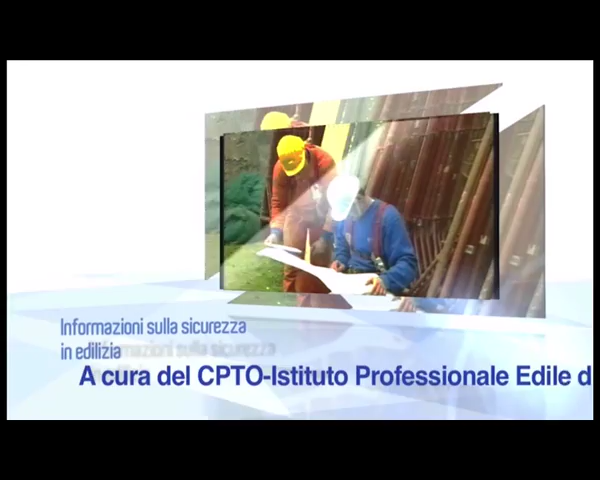 Informazioni sulla sicurezza
in edilizia
A cura del CPTO-Istituto Professionale Edile d